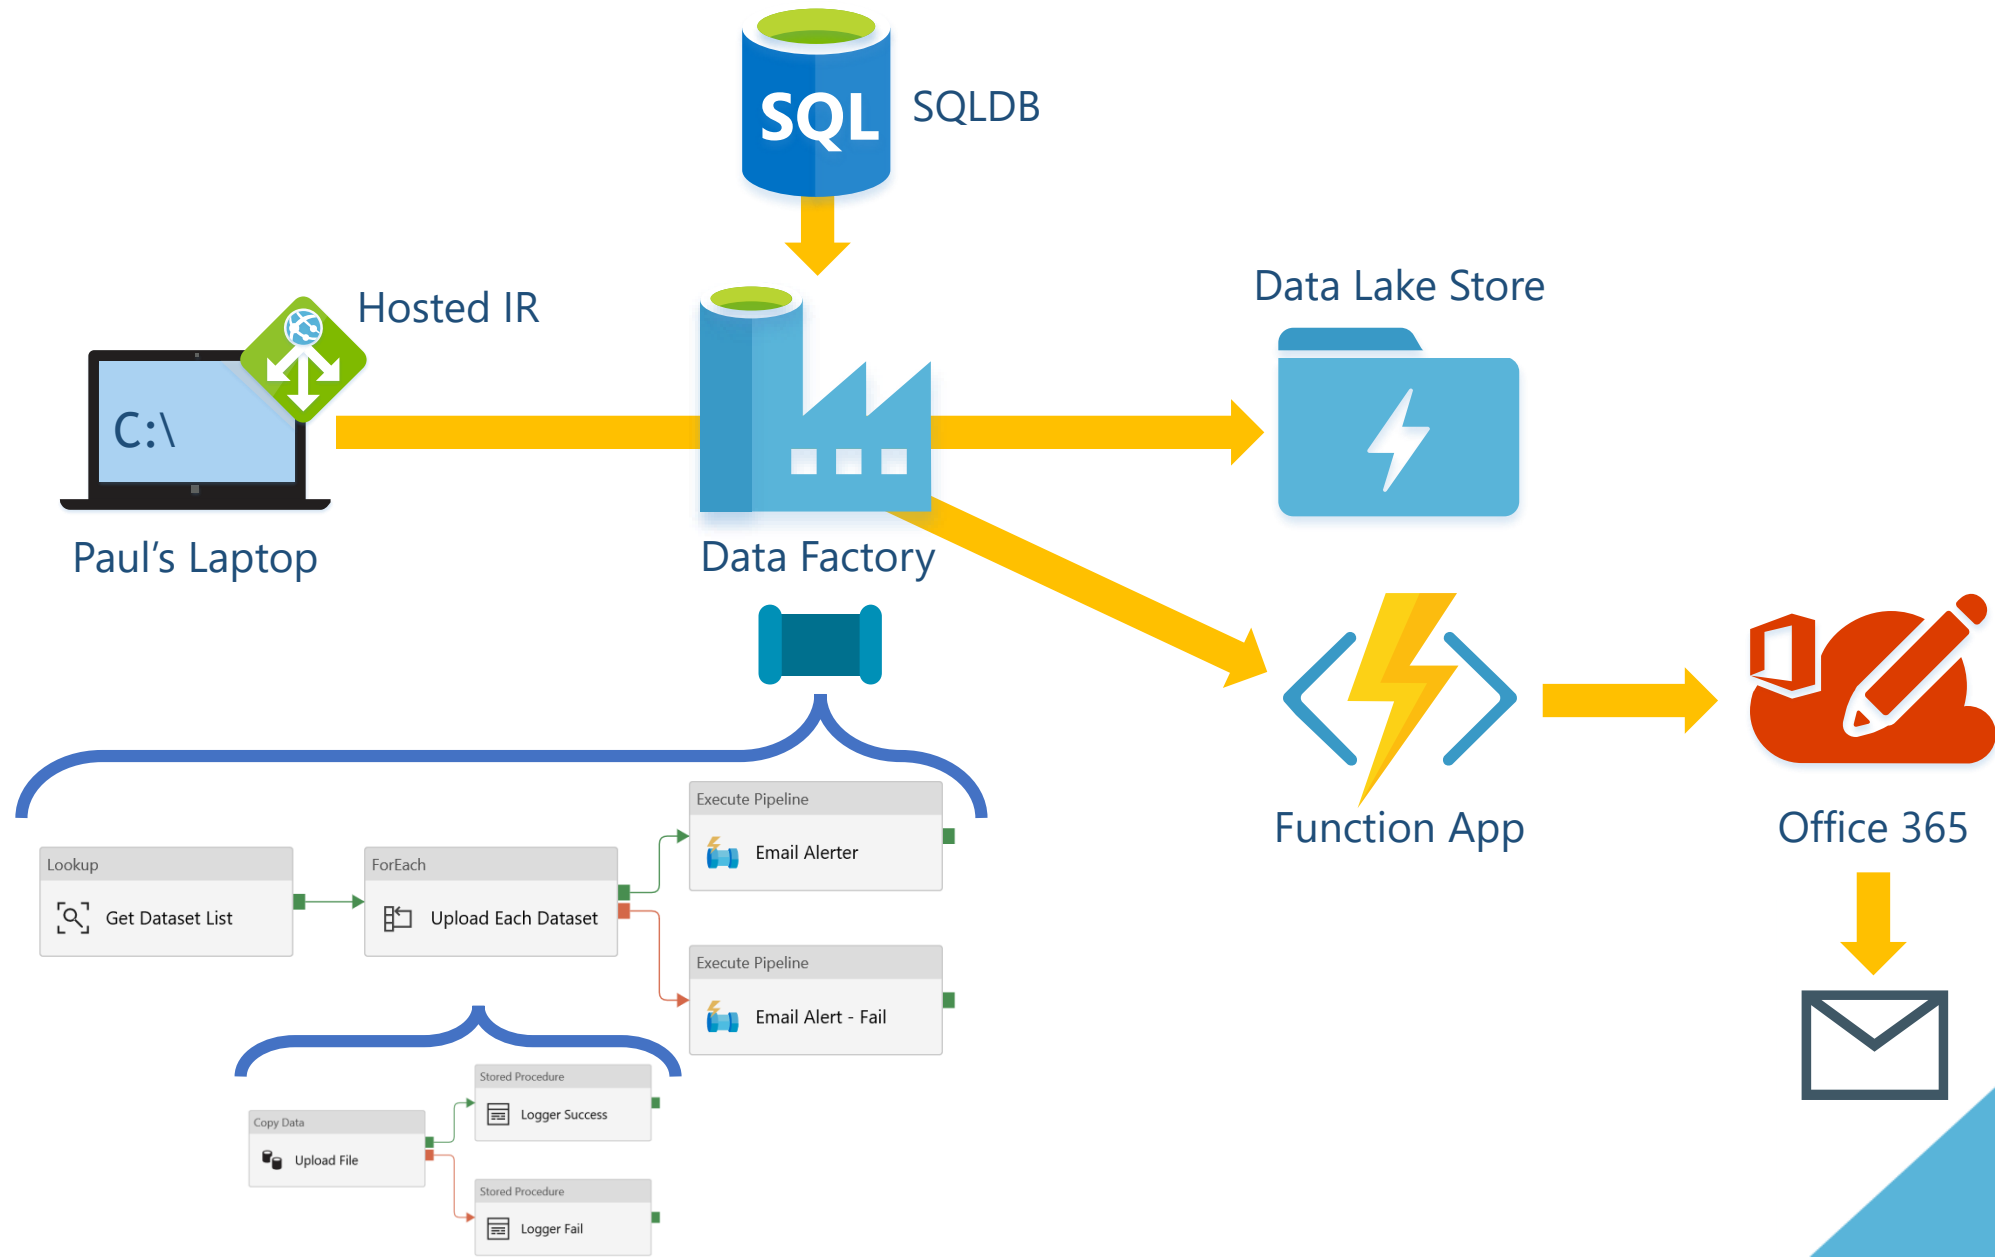 SQL
SQLDB
Hosted IR
C:\
Paul's Laptop
Data Factory
Data Lake Store
Function App
Office 365
Lookup
Get Dataset List
ForEach
Upload Each Dataset
Execute Pipeline
Email Alerter
Execute Pipeline
Email Alert - Fail
Copy Data
Upload File
Stored Procedure
Logger Success
Stored Procedure
Logger Fail